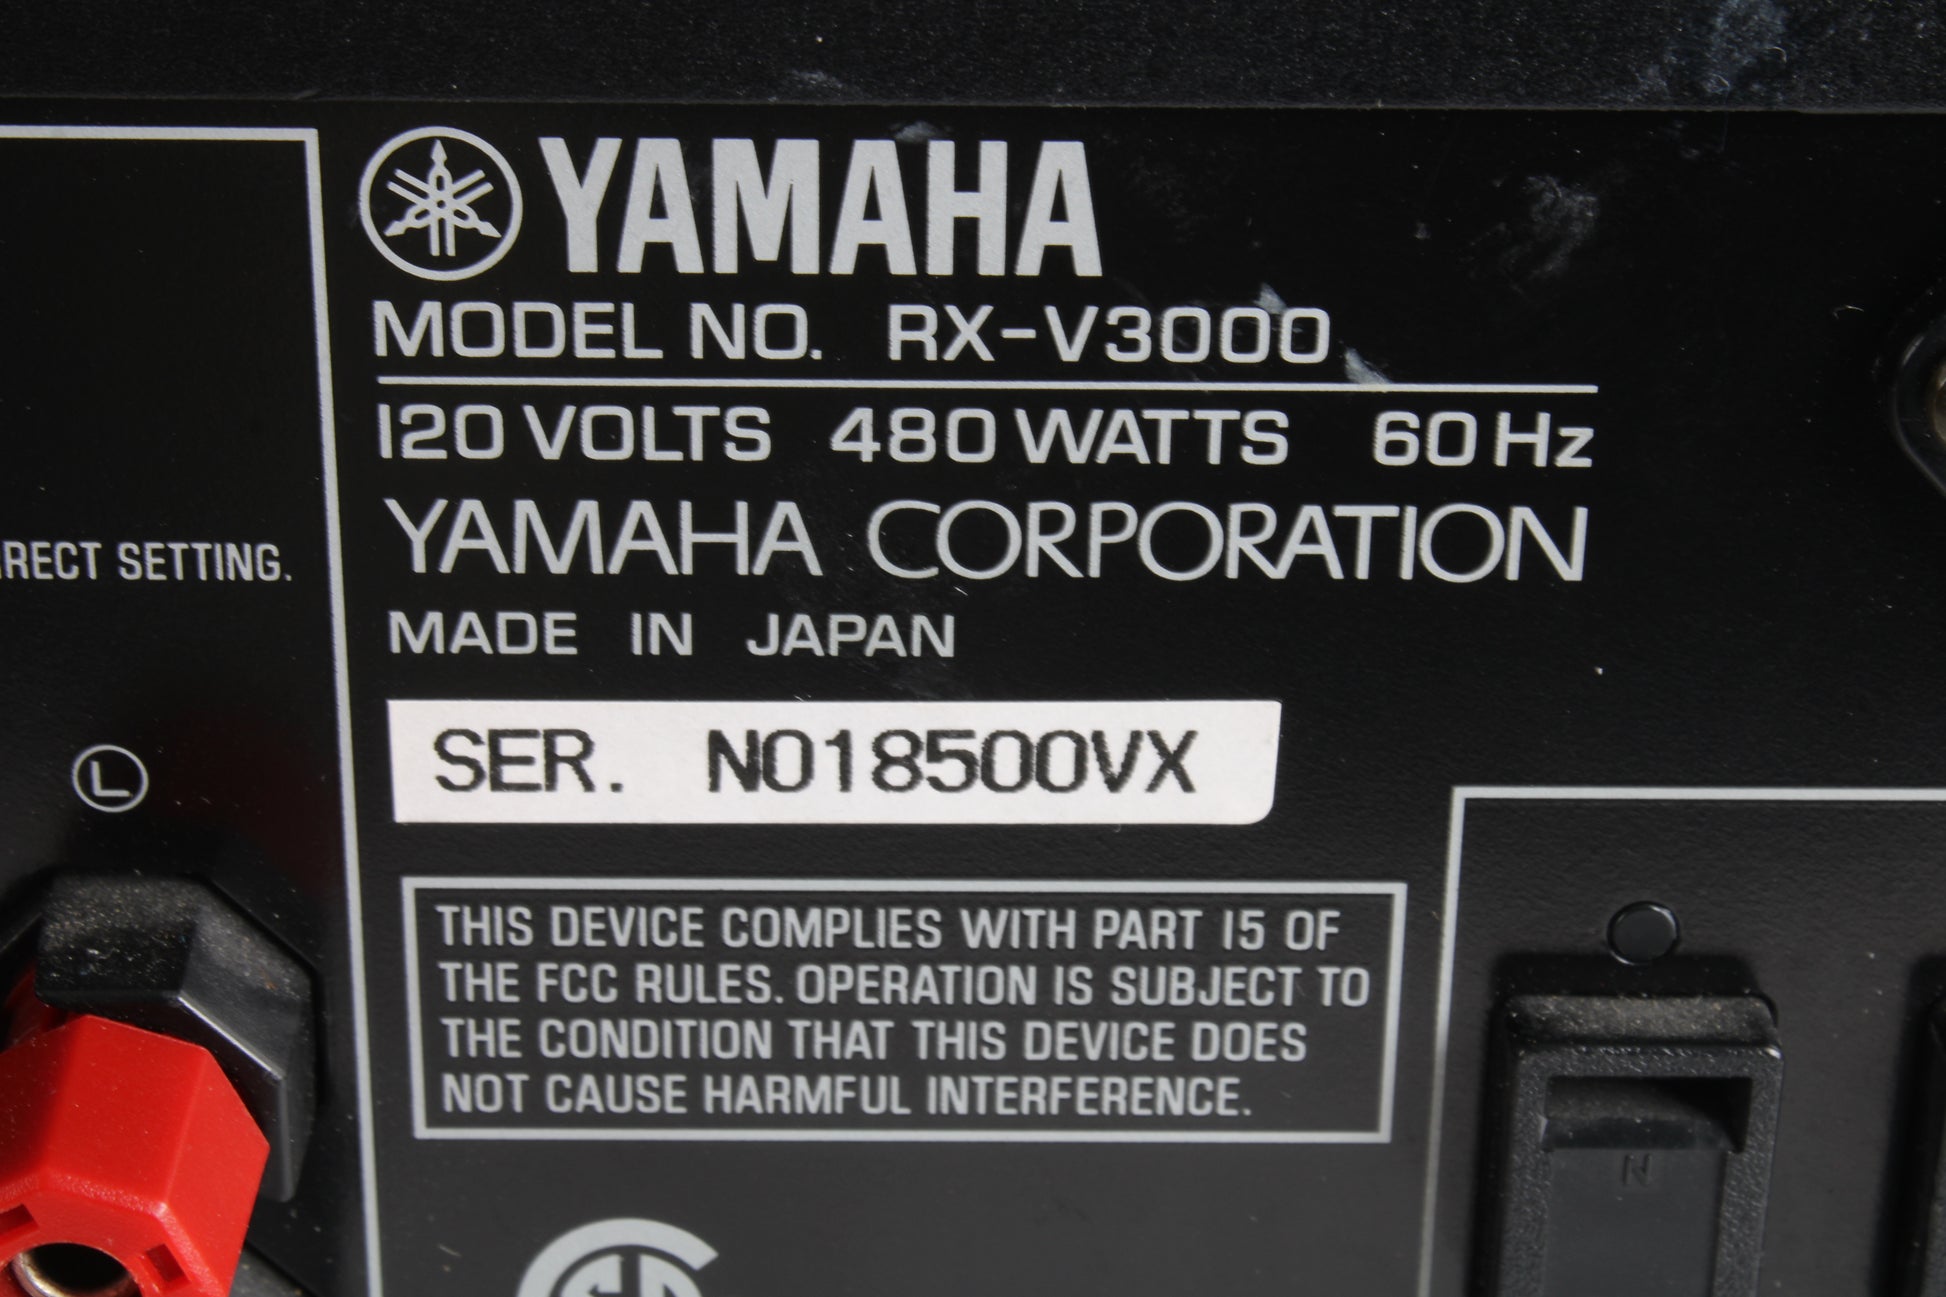 YAMAHA
MODEL NO. RX-V3000
120 VOLTS 480 WATTS 60 Hz
YAMAHA CORPORATION
MADE IN JAPAN
SER. N018500VX
THIS DEVICE COMPLIES WITH PART 15 OF
THE FCC RULES. OPERATION IS SUBJECT TO
THE CONDITION THAT THIS DEVICE DOES
NOT CAUSE HARMFUL INTERFERENCE.
SETTING.
L
N